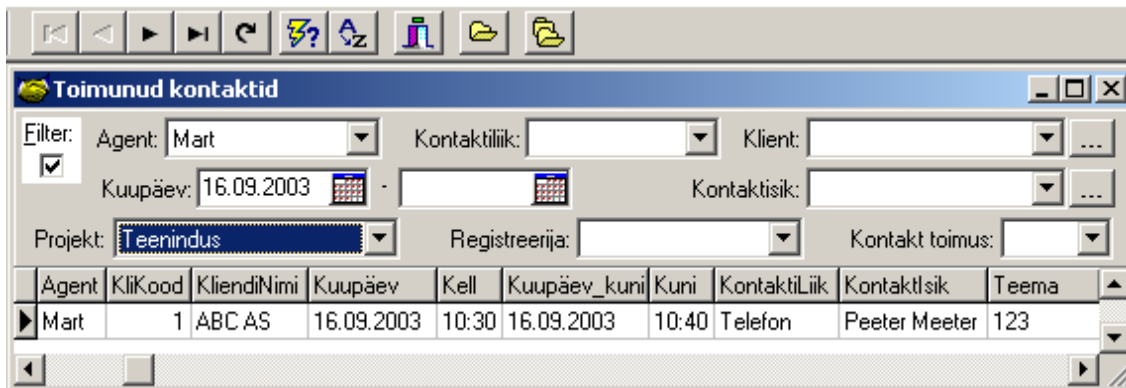 Toimunud kontaktid
Filter: Agent: Mart Kontaktiliik: Klient: ...
Kuupäev: 16.09.2003 - Kontaktisik: ...
Projekt: Teenindus Registreerija: Kontakt toimus:
Agent KliKood KliendiNimi Kuupäev Kell Kuupäev_kuni Kuni KontaktiLiik KontaktIsik Teema
Mart 1 ABC AS 16.09.2003 10:30 16.09.2003 10:40 Telefon Peeter Meeter 123